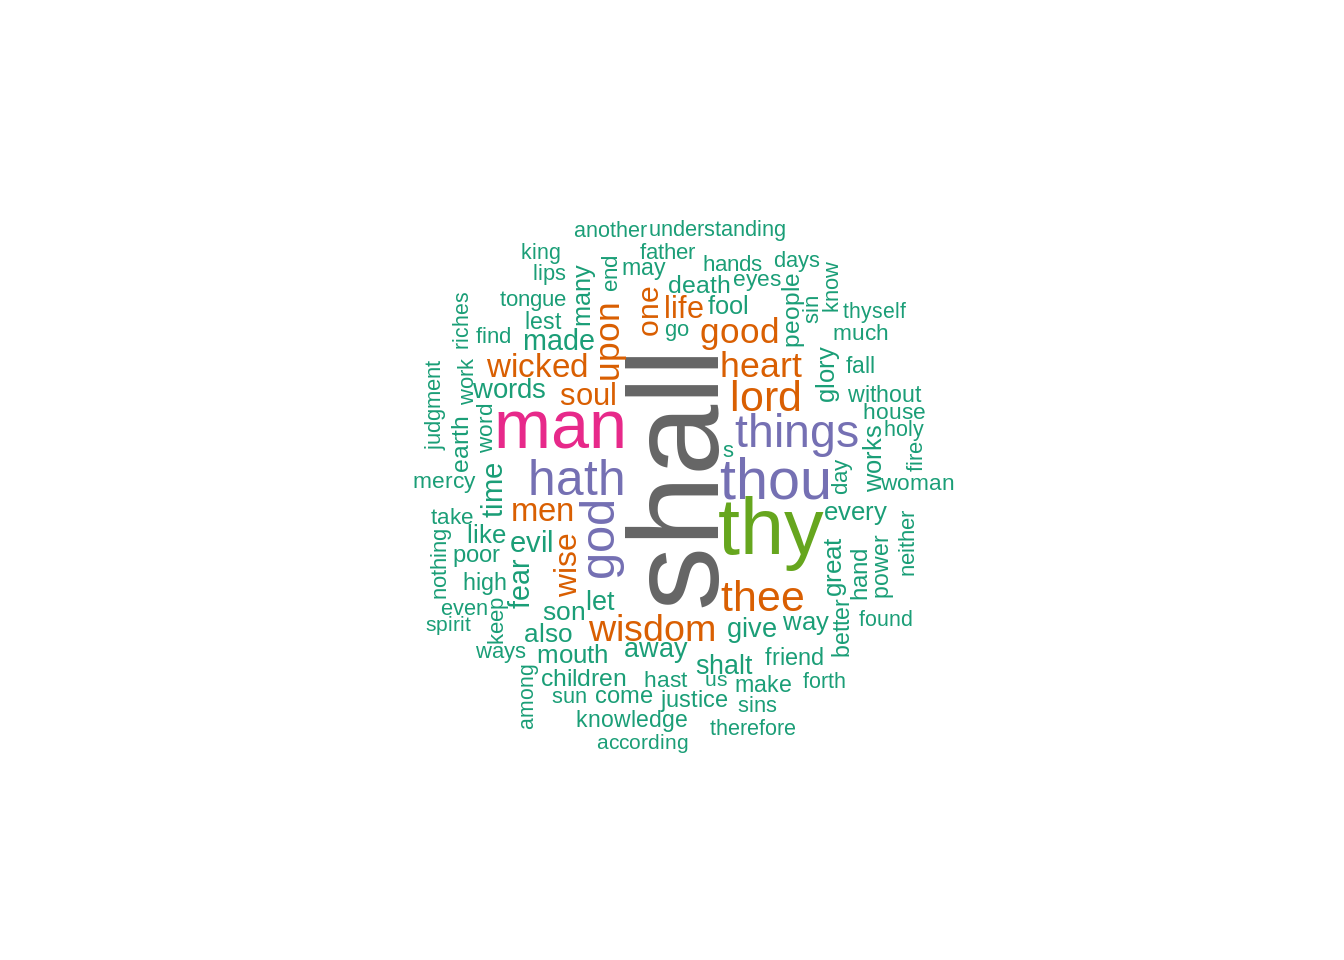 another understanding
king father
lips may hands days
end death eyes know
tongue many one life fool people sin thyself
riches lest go
find made upon good much
wicked heart fall
judgment work words soul lord glory without
man shall house
earth word things works holy
s fire
mercy time hath thou day woman
take men god thy every
like evil neither
nothing poor wise great hand power
high fear thee
even son let
spirit keep also wisdom give way better found
ways mouth away shalt friend
among children hast us make forth
sun come justice sins
knowledge therefore
according